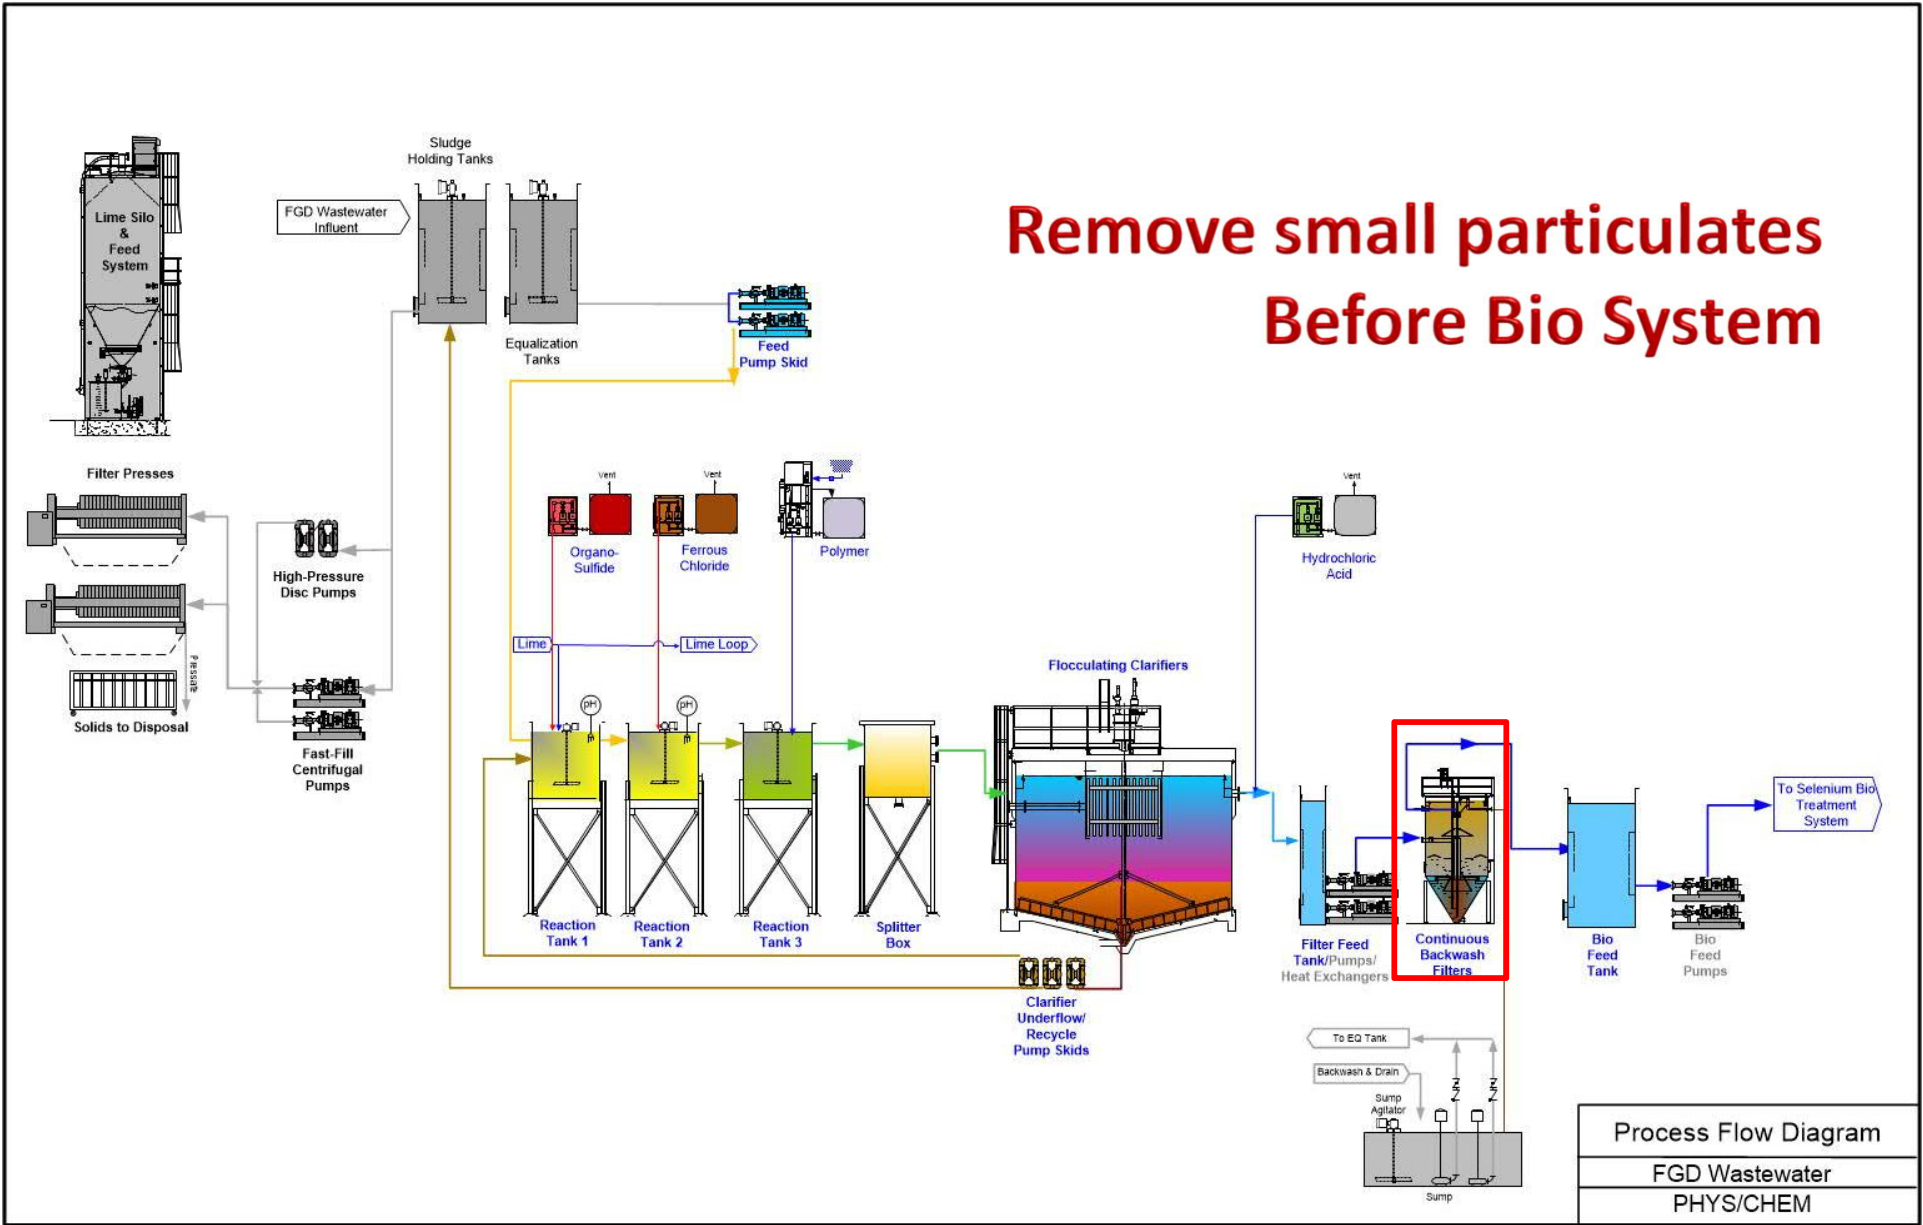 Remove small particulates
Before Bio System
Sludge
Holding Tanks
FGD Wastewater
Influent
Lime Silo
&
Feed
System
Equalization
Tanks
Feed
Pump Skid
Filter Presses
High-Pressure
Disc Pumps
Pressate
Solids to Disposal
Fast-Fill
Centrifugal
Pumps
Vent
Organo-
Sulfide
Vent
Ferrous
Chloride
Polymer
Vent
Hydrochloric
Acid
Lime
Lime Loop
pH
pH
Flocculating Clarifiers
Reaction
Tank 1
Reaction
Tank 2
Reaction
Tank 3
Splitter
Box
Clarifier
Underflow/
Recycle
Pump Skids
Filter Feed
Tank/Pumps/
Heat Exchangers
Continuous
Backwash
Filters
Bio
Feed
Tank
Bio
Feed
Pumps
To Selenium Bio
Treatment
System
To EQ Tank
Backwash & Drain
Sump
Agitator
Sump
Process Flow Diagram
FGD Wastewater
PHYS/CHEM